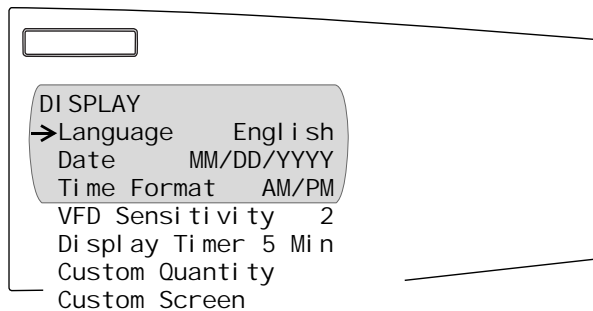 DISPLAY
→Language English
Date MM/DD/YYYY
Time Format AM/PM
VFD Sensitivity 2
Display Timer 5 Min
Custom Quantity
Custom Screen